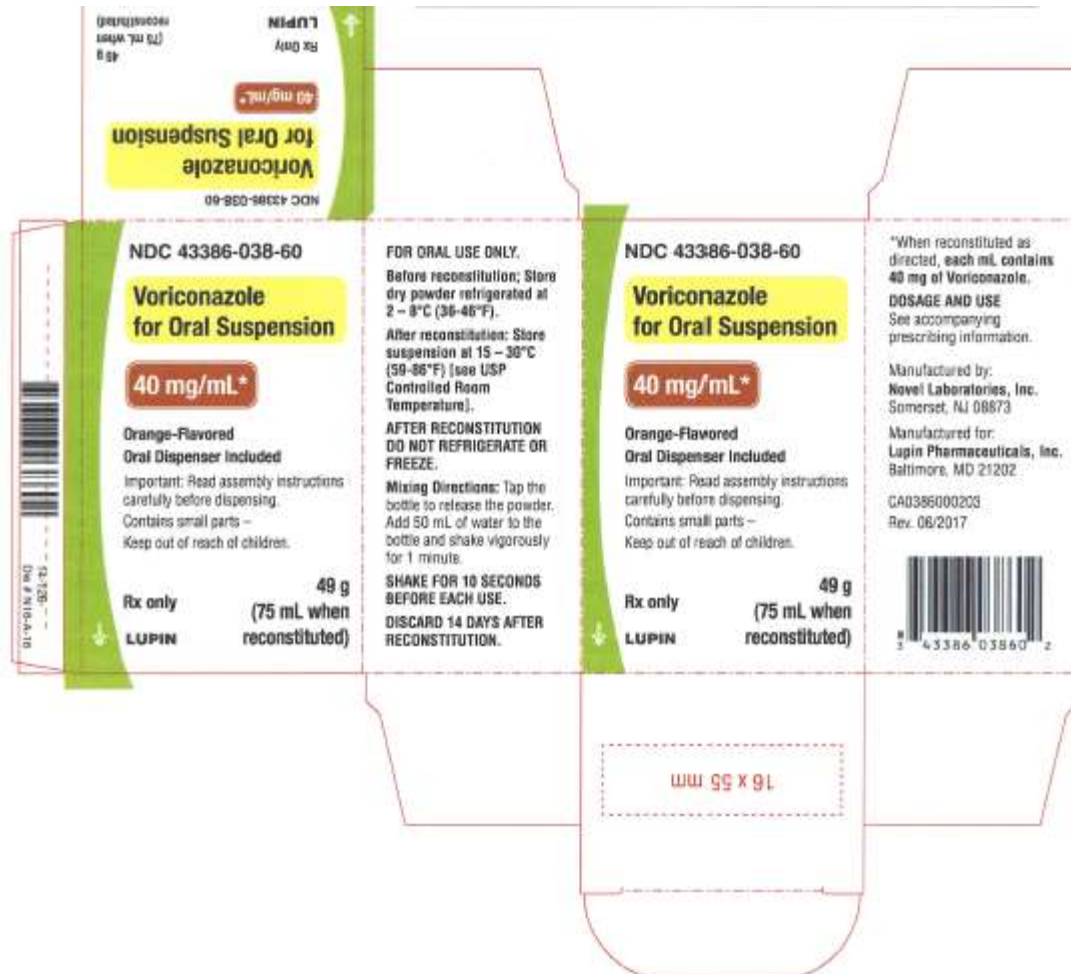 NDC 43386-038-60
Voriconazole
for Oral Suspension
40 mg/mL*
Rx Only
LUPIN
49 g
(75 mL when
reconstituted)
NDC 43386-038-60
Voriconazole
for Oral Suspension
40 mg/mL*
Orange-Flavored
Oral Dispenser Included
Important: Read assembly instructions
carefully before dispensing.
Contains small parts –
Keep out of reach of children.
Rx only
LUPIN
49 g
(75 mL when
reconstituted)
FOR ORAL USE ONLY.
Before reconstitution; Store
dry powder refrigerated at
2 – 8°C (36-46°F).
After reconstitution: Store
suspension at 15 – 30°C
(59-86°F) [see USP
Controlled Room
Temperature].
AFTER RECONSTITUTION
DO NOT REFRIGERATE OR
FREEZE.
Mixing Directions: Tap the
bottle to release the powder.
Add 50 mL of water to the
bottle and shake vigorously
for 1 minute.
SHAKE FOR 10 SECONDS
BEFORE EACH USE.
DISCARD 14 DAYS AFTER
RECONSTITUTION.
NDC 43386-038-60
Voriconazole
for Oral Suspension
40 mg/mL*
Orange-Flavored
Oral Dispenser Included
Important: Read assembly instructions
carefully before dispensing.
Contains small parts –
Keep out of reach of children.
Rx only
LUPIN
49 g
(75 mL when
reconstituted)
*When reconstituted as
directed, each mL contains
40 mg of Voriconazole.
DOSAGE AND USE
See accompanying
prescribing information.
Manufactured by:
Novel Laboratories, Inc.
Somerset, NJ 08873
Manufactured for:
Lupin Pharmaceuticals, Inc.
Baltimore, MD 21202
CA0386000203
Rev. 06/2017
N
3 43386 03860 2
16 x 55 mm